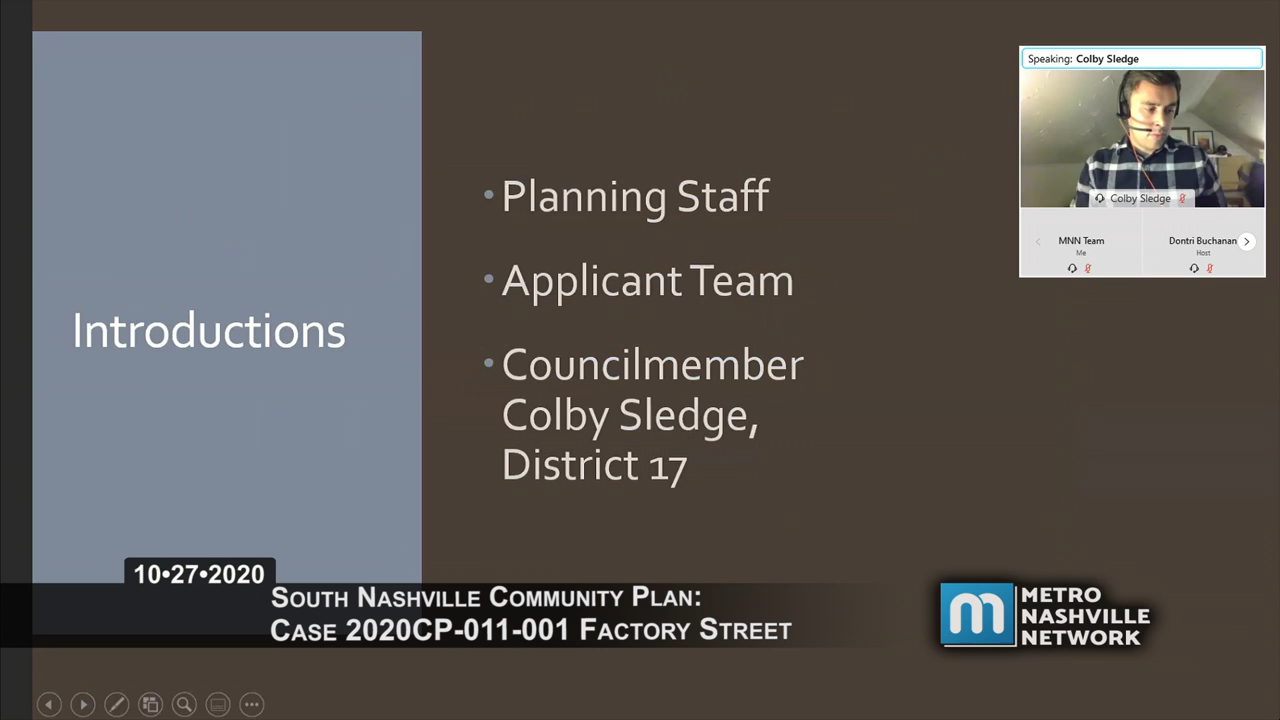 Introductions
• Planning Staff
• Applicant Team
• Councilmember
Colby Sledge,
District 17
Speaking: Colby Sledge
Colby Sledge
MNN Team
Me
Dontri Buchanan
Host
10•27•2020
South Nashville Community Plan:
Case 2020CP-011-001 Factory Street
m
METRO
NASHVILLE
NETWORK